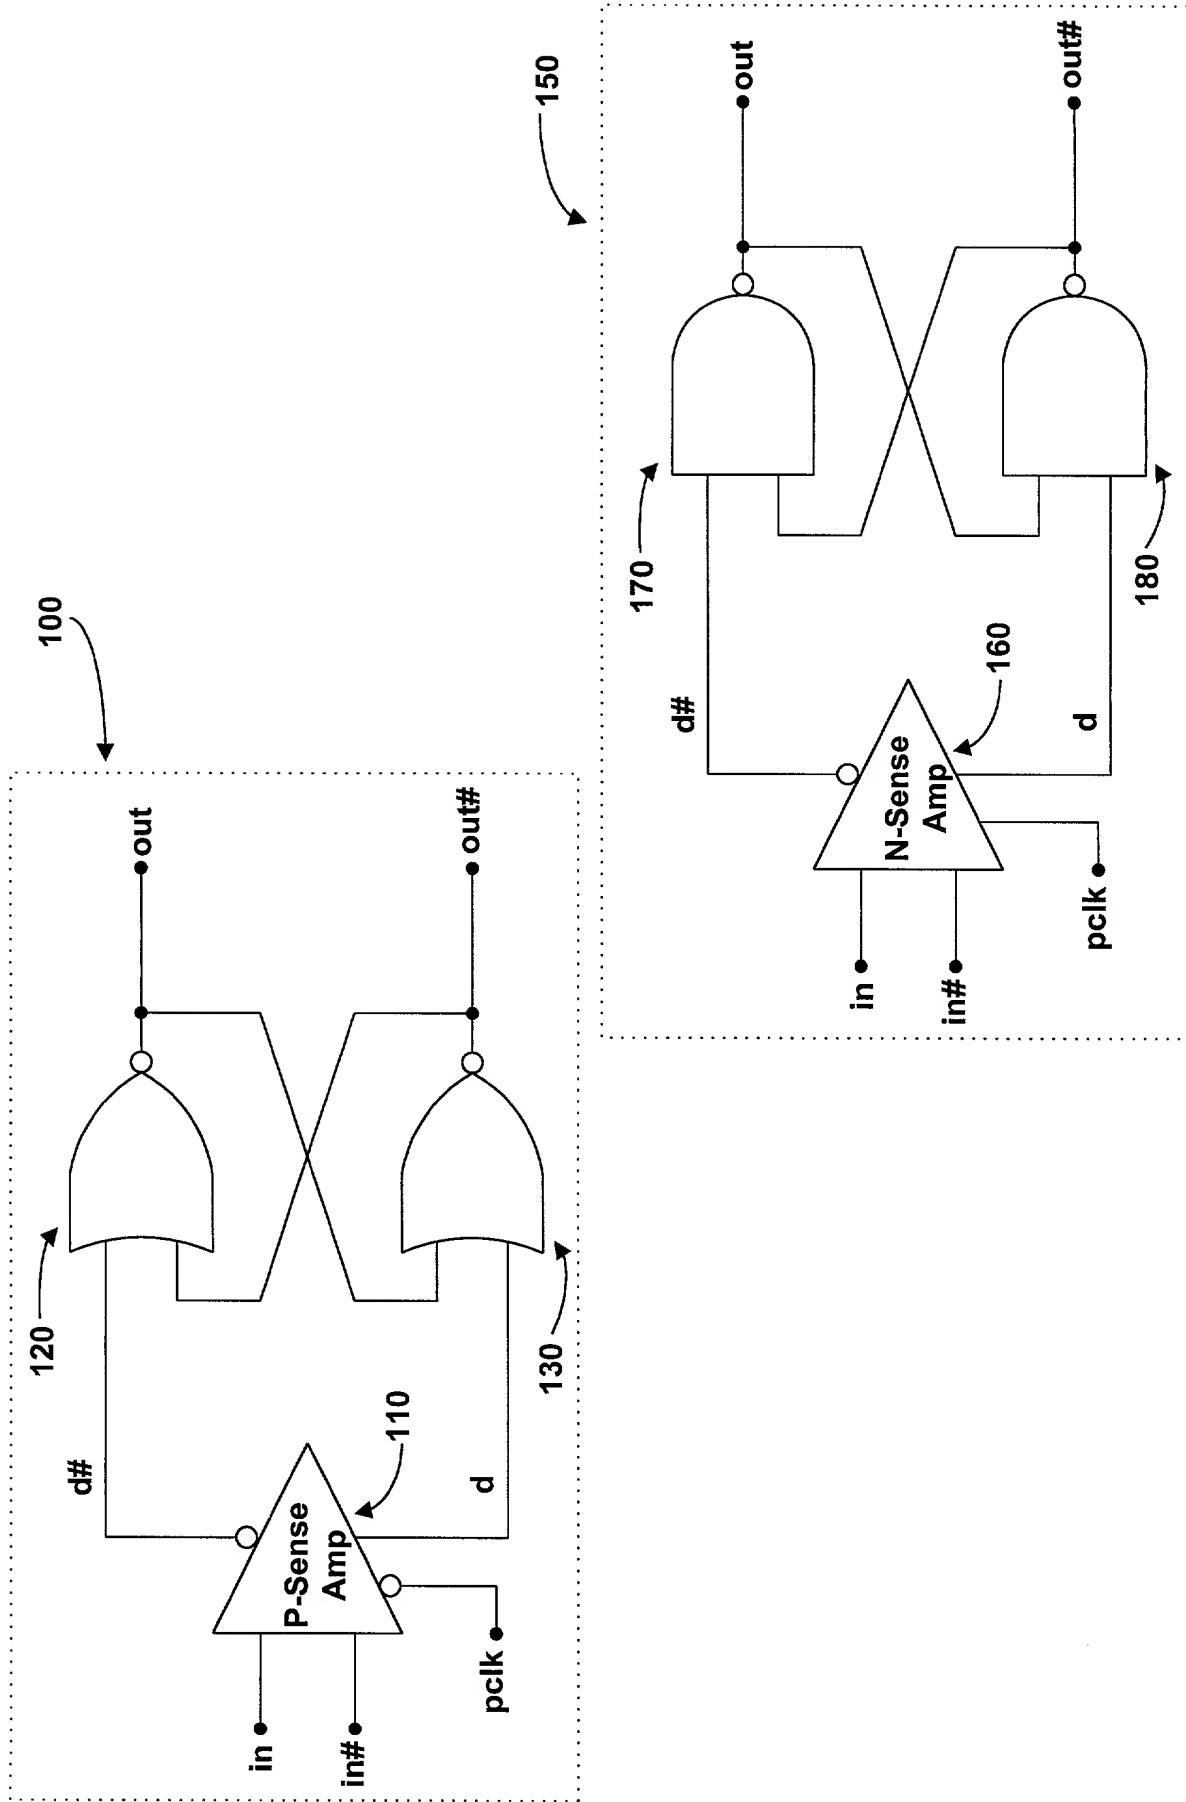 100
120
out
d#
P-Sense
Amp
110
in
in#
pclk
d
130
out#
150
170
out
d#
N-Sense
Amp
160
in
in#
pclk
d
180
out#